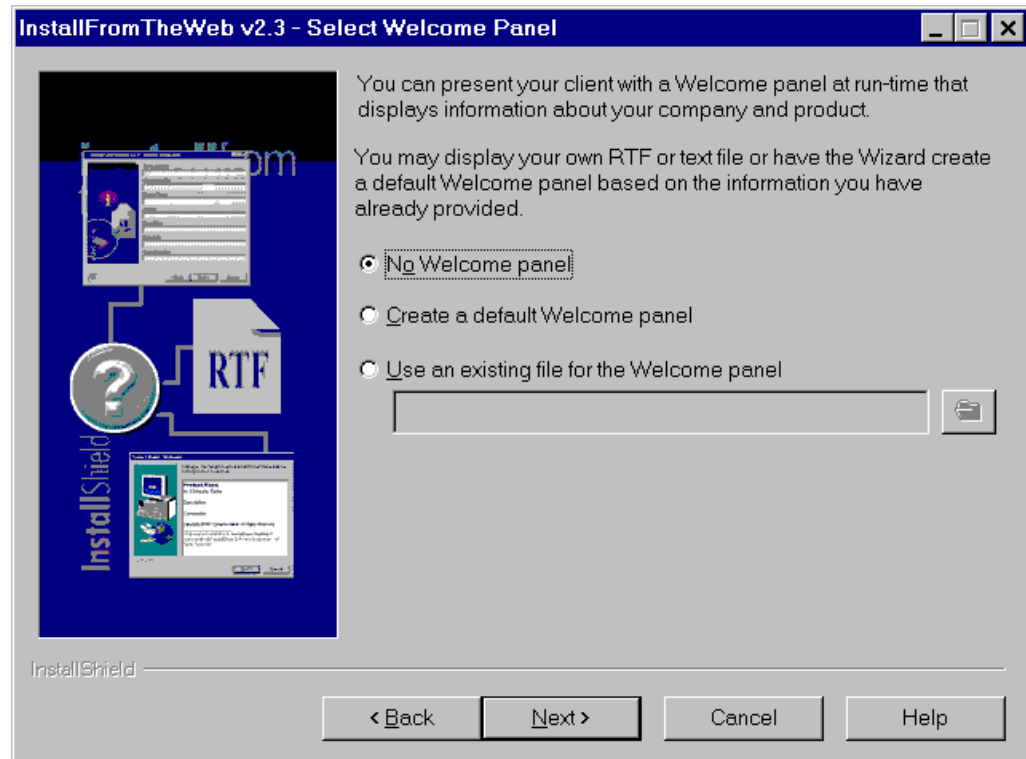 InstallFromTheWeb v2.3 - Select Welcome Panel
You can present your client with a Welcome panel at run-time that
displays information about your company and product.
You may display your own RTF or text file or have the Wizard create
a default Welcome panel based on the information you have
already provided.
No Welcome panel
Create a default Welcome panel
Use an existing file for the Welcome panel
RTF
InstallShield
InstallShield
< Back
Next >
Cancel
Help